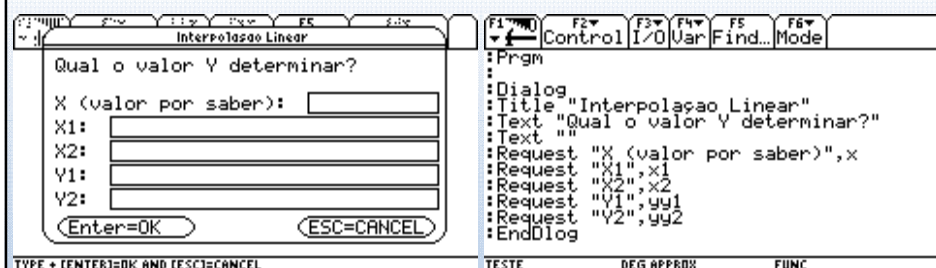 F5
Interpolaçao Linear
Qual o valor Y determinar?
X (valor por saber):
X1:
X2:
Y1:
Y2:
Enter=OK
ESC=CANCEL
TYPE + [ENTER]=OK AND [ESC]=CANCEL
F1 F2 Control F3 I/O F4 Var F5 Find... F6 Mode
:Prgm
:
:Dialog
:Title "Interpolaçao Linear"
:Text "Qual o valor Y determinar?"
:Text ""
:Request "X (valor por saber)",x
:Request "X1",x1
:Request "X2",x2
:Request "Y1",yy1
:Request "Y2",yy2
:EndDlog
TESTE DEG APPROX FUNC